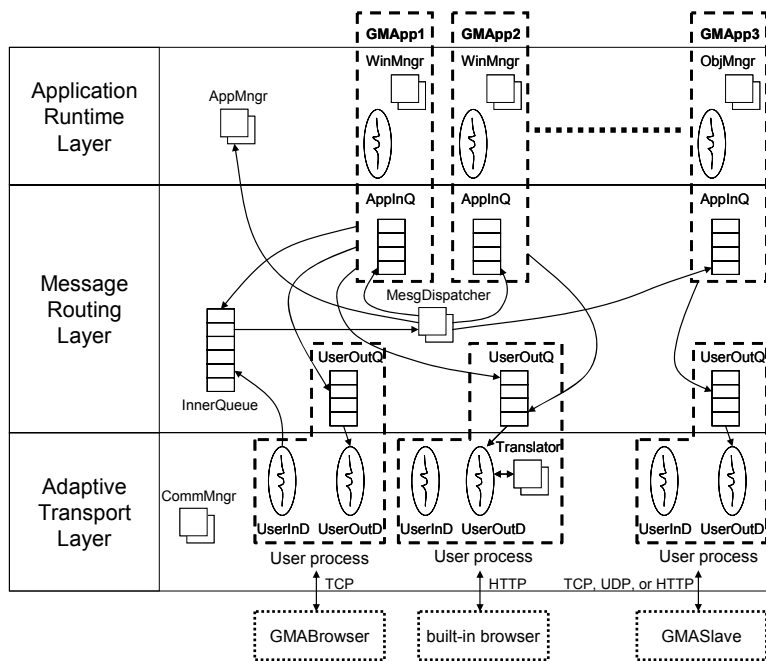 GMApp1
GMApp2
GMApp3
WinMngr
WinMngr
ObjMngr
AppMngr
Application
Runtime
Layer
AppInQ
AppInQ
AppInQ
Message
Routing
Layer
MesgDispatcher
UserOutQ
UserOutQ
UserOutQ
InnerQueue
Translator
Adaptive
Transport
Layer
CommMngr
UserInD
UserOutD
UserInD
UserOutD
UserInD
UserOutD
User process
User process
User process
TCP
HTTP
TCP, UDP, or HTTP
GMABrowser
built-in browser
GMASlave